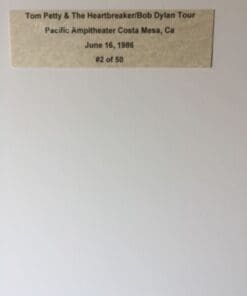 Tom Petty & The Heartbreaker/Bob Dylan Tour
Pacific Ampitheater Costa Mesa, Ca
June 16, 1986
#2 of 50